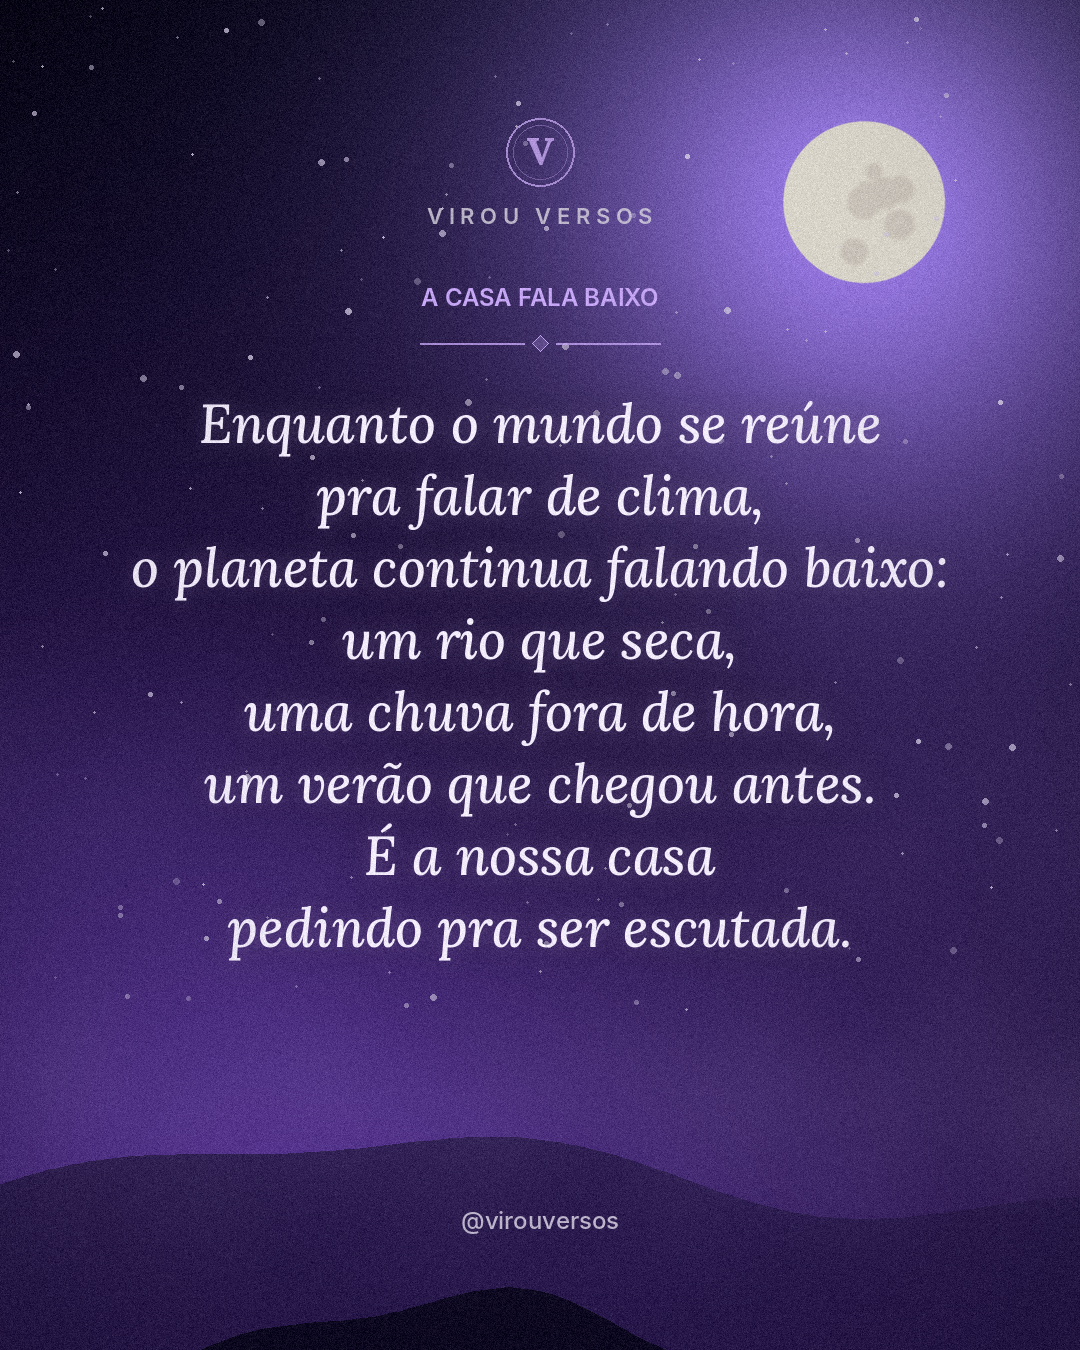 V
VIROU VERSOS
A CASA FALA BAIXO
Enquanto o mundo se reúne
pra falar de clima,
o planeta continua falando baixo:
um rio que seca,
uma chuva fora de hora,
um verão que chegou antes.
É a nossa casa
pedindo pra ser escutada.
@virouversos